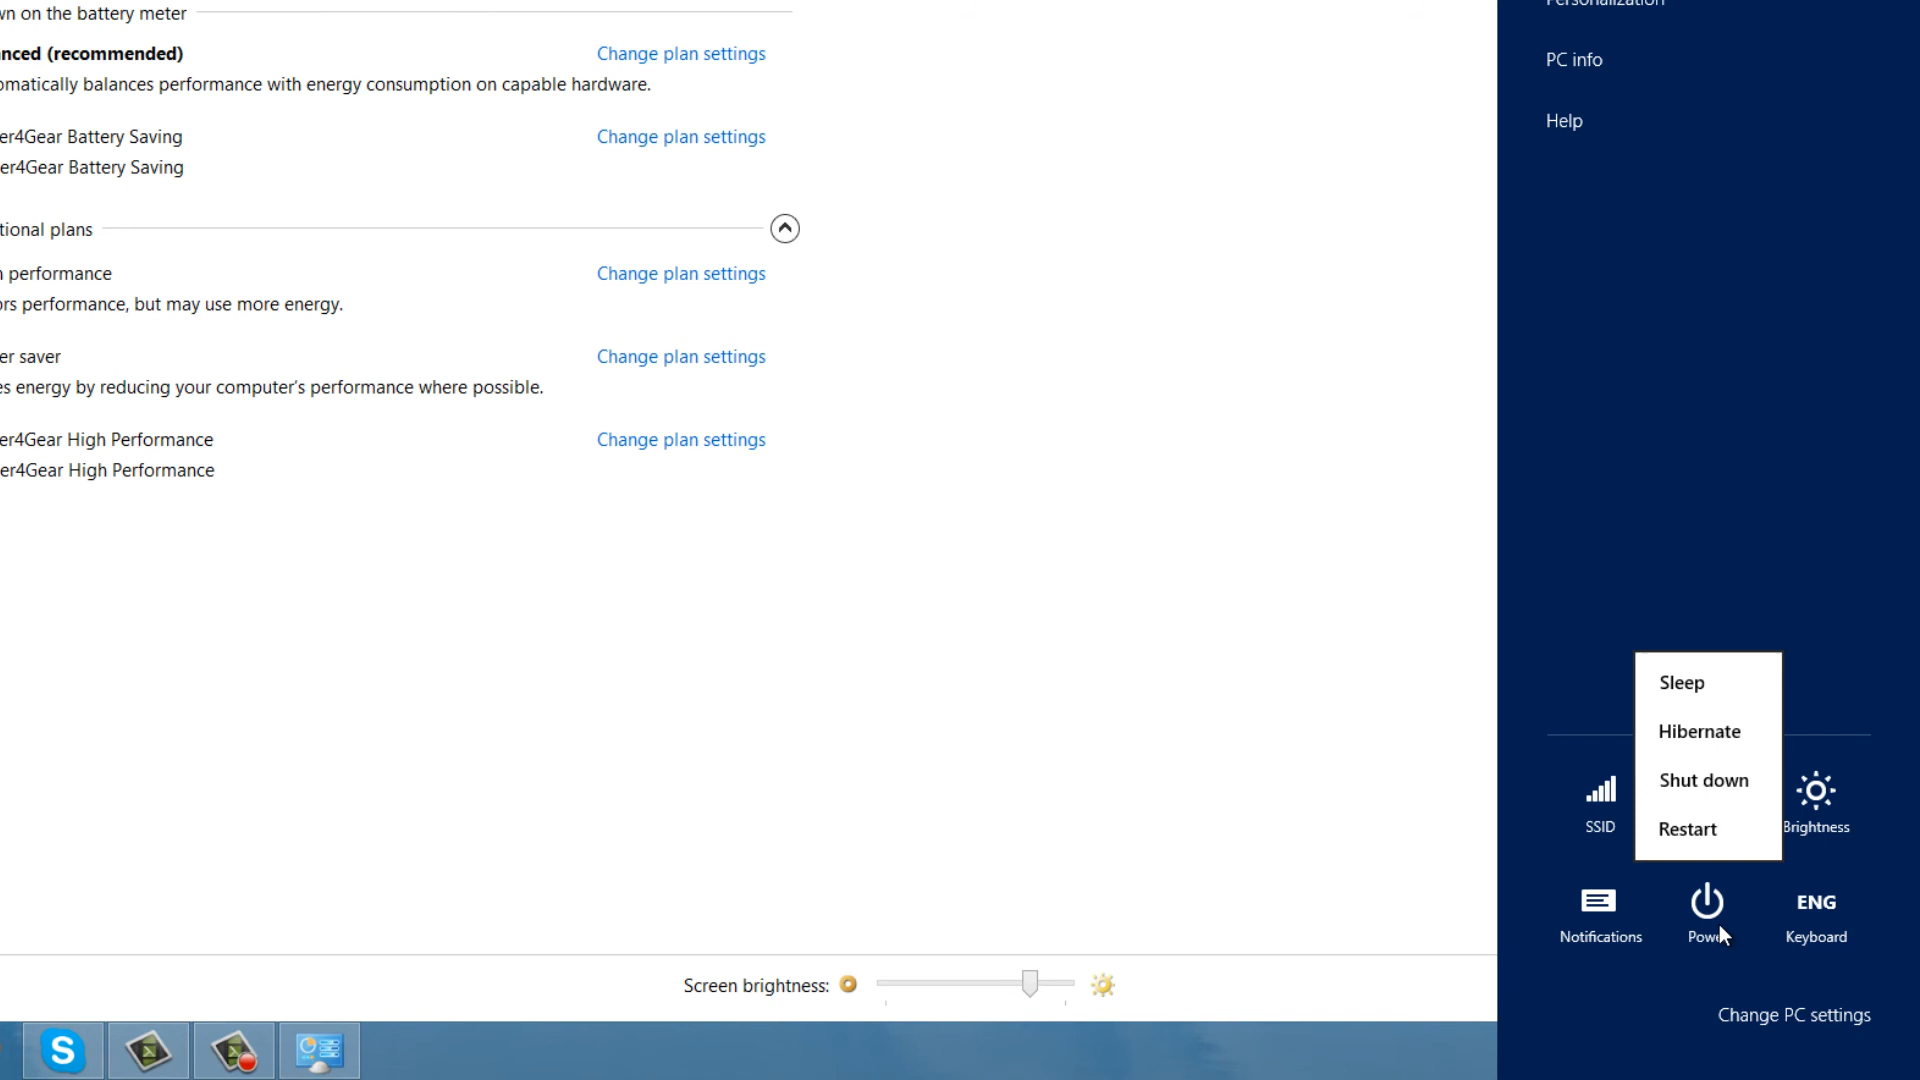 wn on the battery meter
nced (recommended) Change plan settings
omatically balances performance with energy consumption on capable hardware.
er4Gear Battery Saving Change plan settings
er4Gear Battery Saving
tional plans
n performance Change plan settings
ors performance, but may use more energy.
er saver Change plan settings
es energy by reducing your computer's performance where possible.
er4Gear High Performance Change plan settings
er4Gear High Performance
Screen brightness:
Personalization
PC info
Help
Sleep
Hibernate
Shut down
Restart
SSID
Brightness
ENG
Notifications
Power
Keyboard
Change PC settings
S